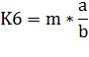 K6 = m * a/b